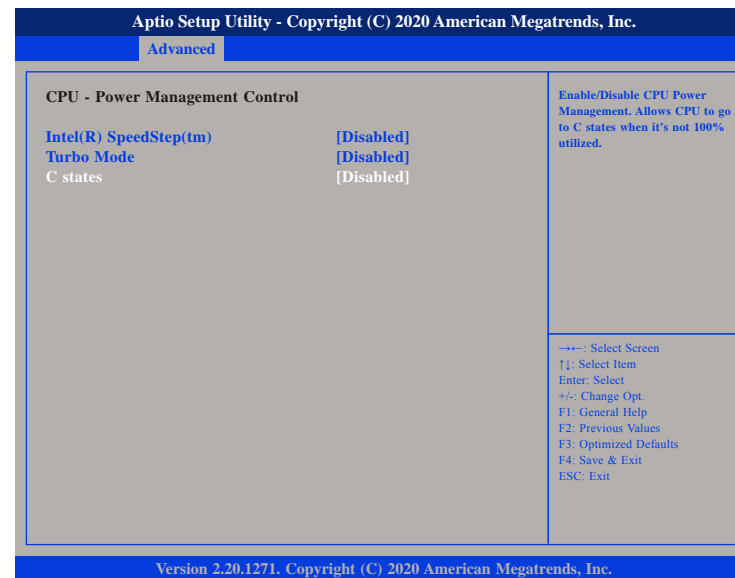 Aptio Setup Utility - Copyright (C) 2020 American Megatrends, Inc.
Advanced
CPU - Power Management Control
Intel(R) SpeedStep(tm) [Disabled]
Turbo Mode [Disabled]
C states [Disabled]
Enable/Disable CPU Power
Management. Allows CPU to go
to C states when it's not 100%
utilized.
→←: Select Screen
↑↓: Select Item
Enter: Select
+/-: Change Opt.
F1: General Help
F2: Previous Values
F3: Optimized Defaults
F4: Save & Exit
ESC: Exit
Version 2.20.1271. Copyright (C) 2020 American Megatrends, Inc.